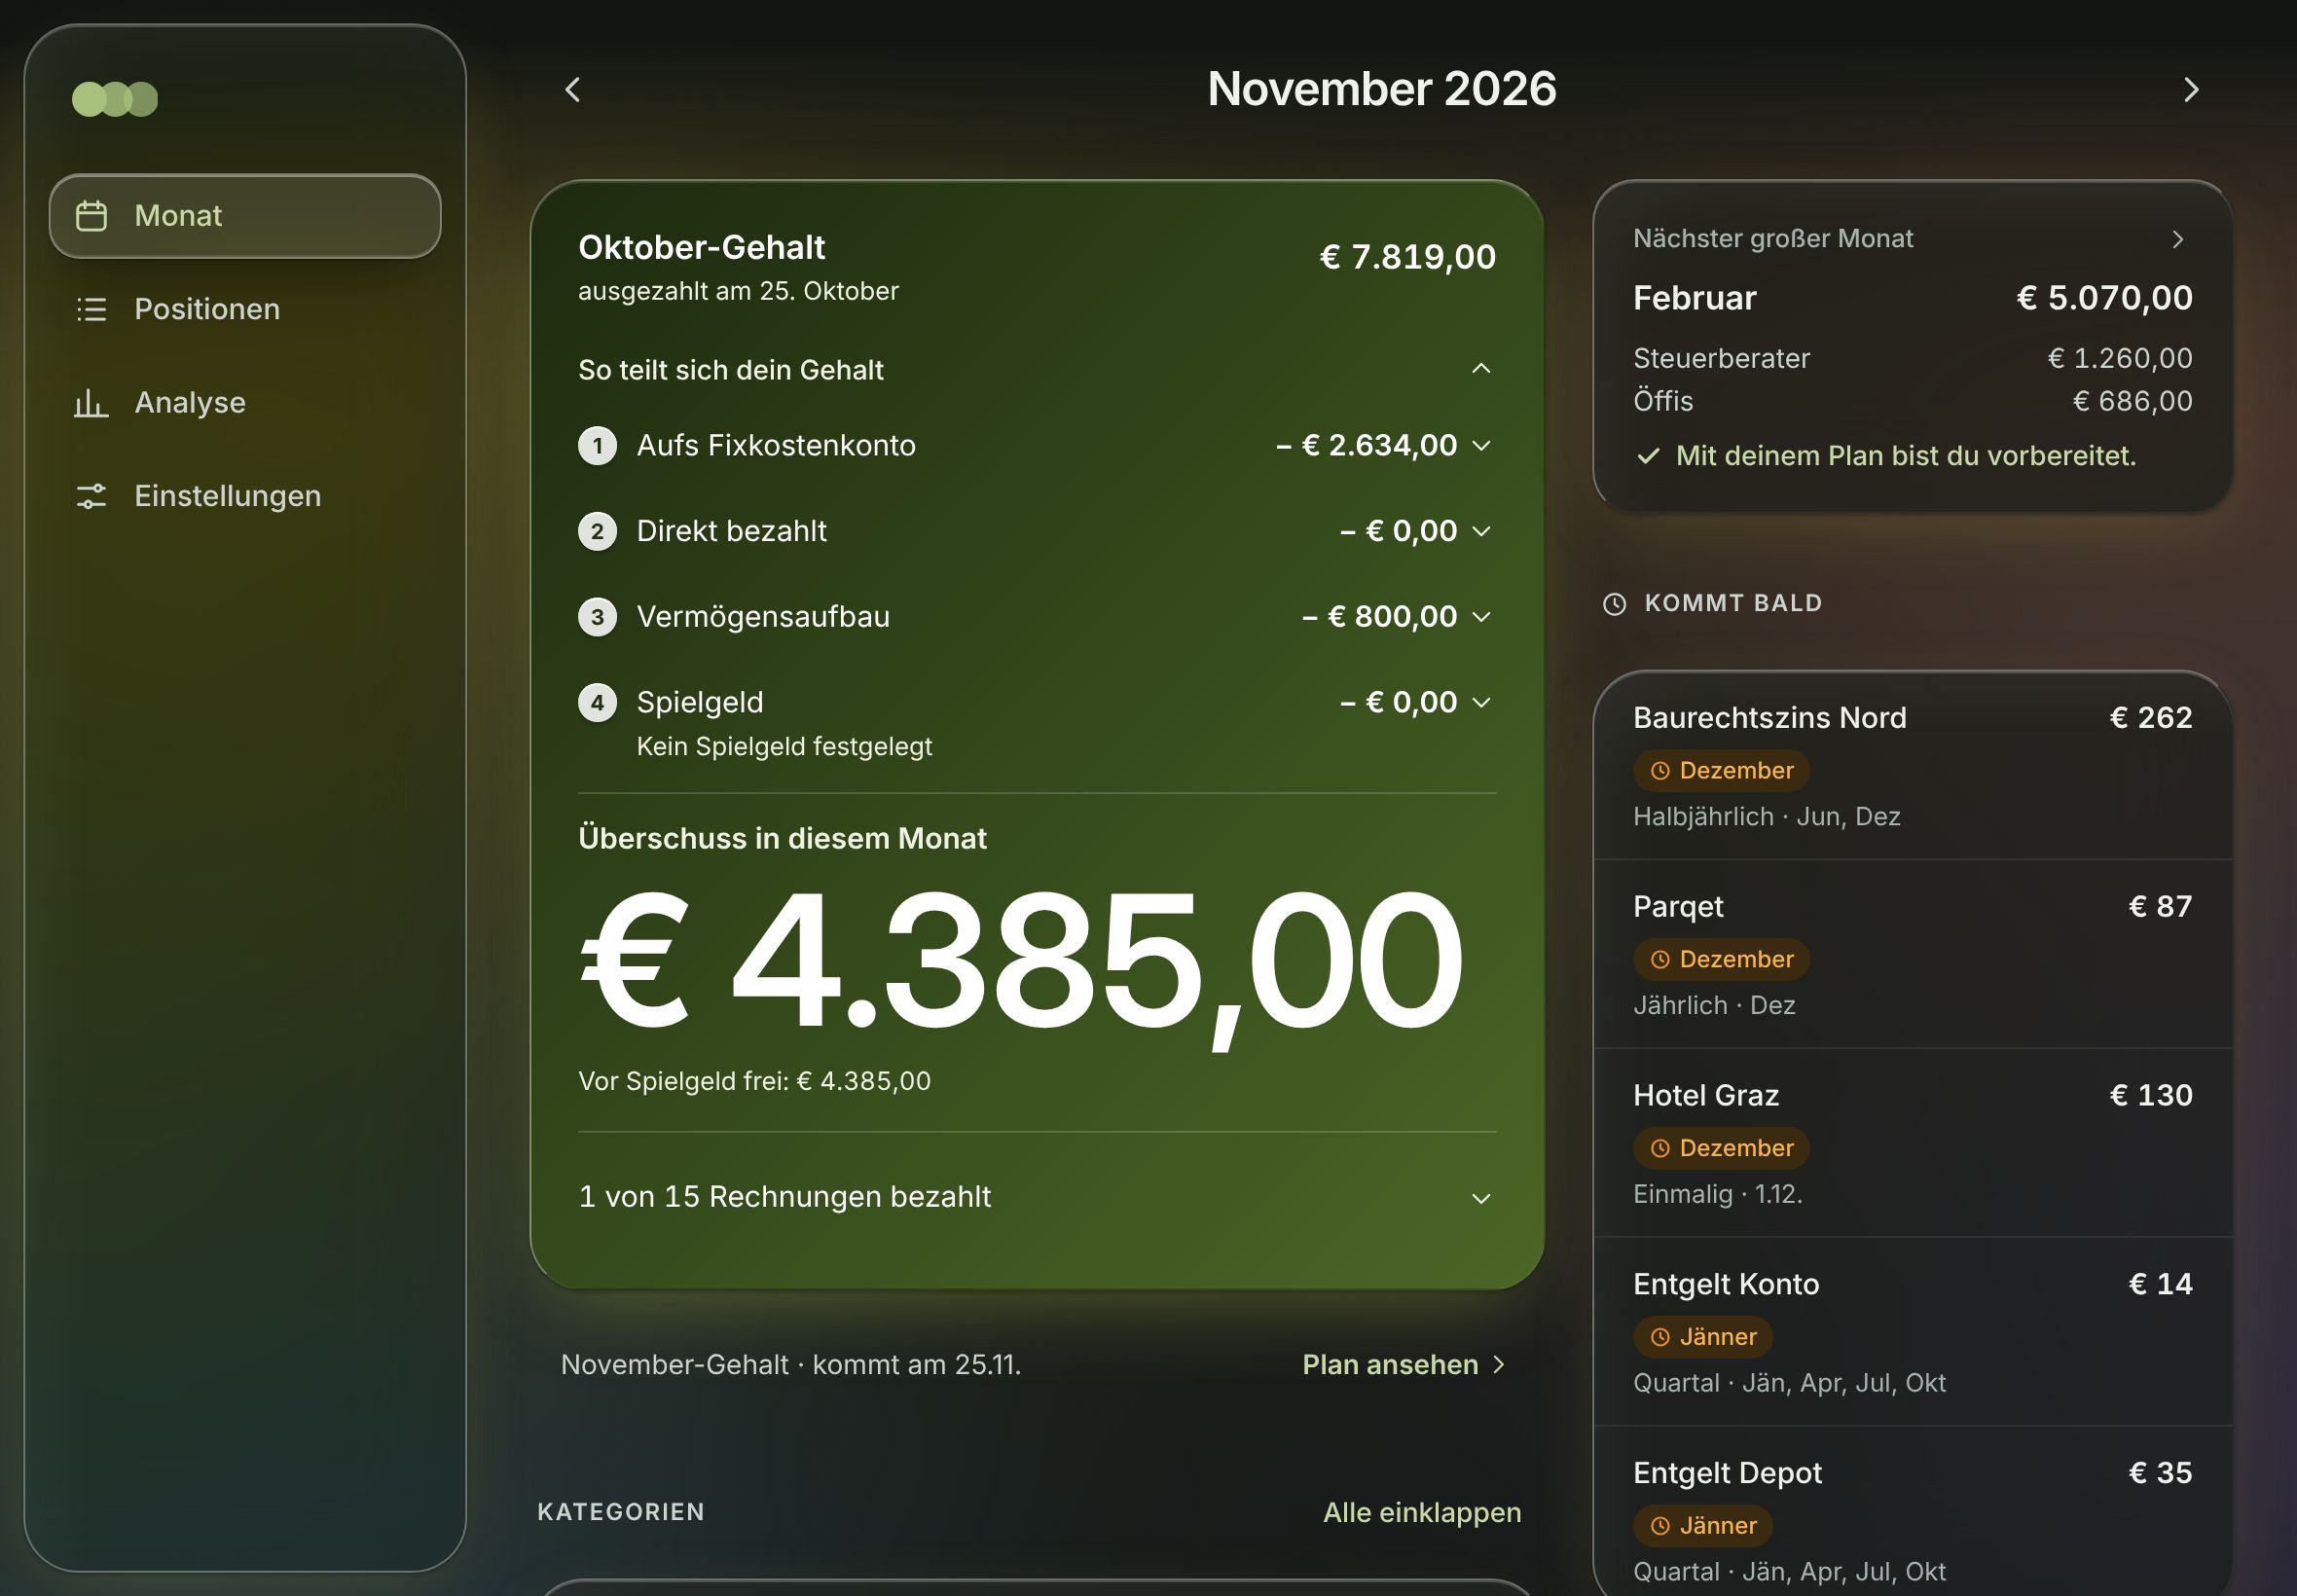 Monat
Positionen
Analyse
Einstellungen
November 2026
Oktober-Gehalt
€ 7.819,00
ausgezahlt am 25. Oktober
So teilt sich dein Gehalt
1 Aufs Fixkostenkonto – € 2.634,00
2 Direkt bezahlt – € 0,00
3 Vermögensaufbau – € 800,00
4 Spielgeld – € 0,00
Kein Spielgeld festgelegt
Überschuss in diesem Monat
€ 4.385,00
Vor Spielgeld frei: € 4.385,00
1 von 15 Rechnungen bezahlt
November-Gehalt · kommt am 25.11. Plan ansehen
KATEGORIEN Alle einklappen
Nächster großer Monat
Februar € 5.070,00
Steuerberater € 1.260,00
Öffis € 686,00
Mit deinem Plan bist du vorbereitet.
KOMMT BALD
Baurechtszins Nord € 262
Dezember
Halbjährlich · Jun, Dez
Parqet € 87
Dezember
Jährlich · Dez
Hotel Graz € 130
Dezember
Einmalig · 1.12.
Entgelt Konto € 14
Jänner
Quartal · Jän, Apr, Jul, Okt
Entgelt Depot € 35
Jänner
Quartal · Jän, Apr, Jul, Okt